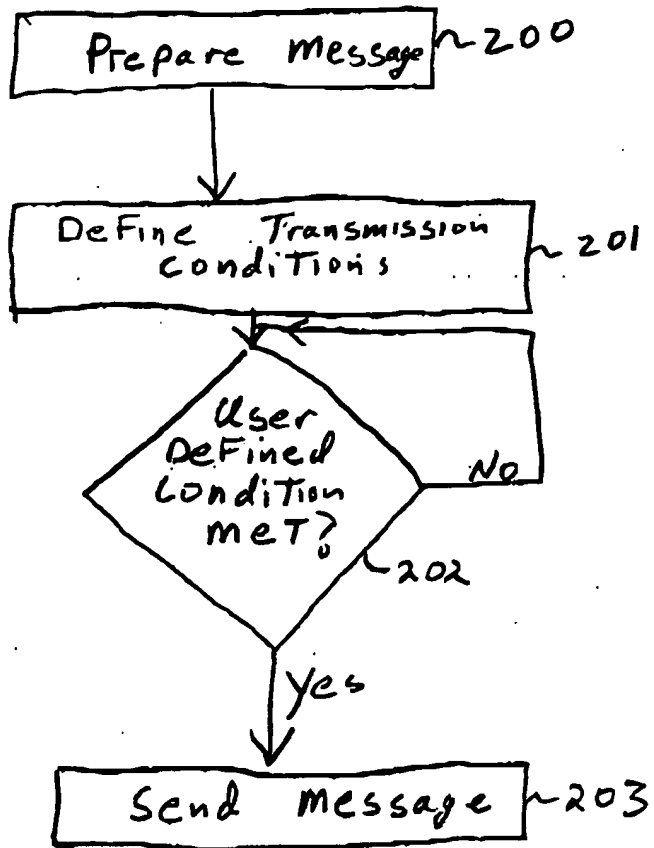 Prepare Message 200
Define Transmission 201
Conditions
User
Defined
Condition
met?
No
202
Yes
Send Message 203